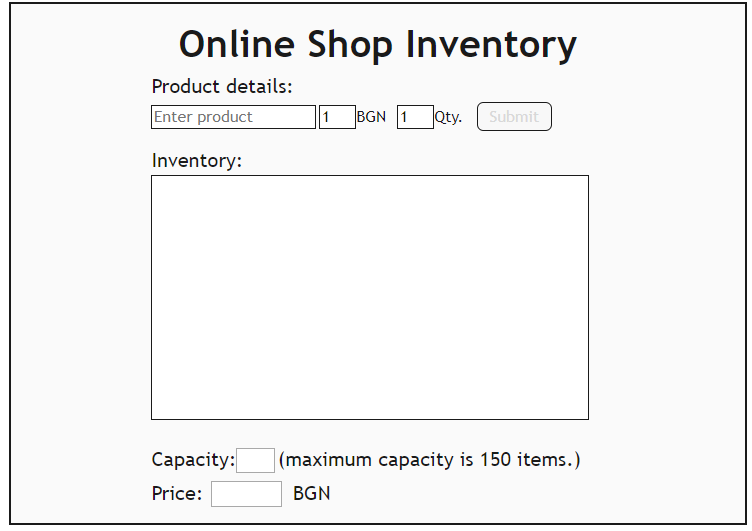 Online Shop Inventory
Product details:
Enter product 1 BGN 1 Qty. Submit
Inventory:
Capacity: (maximum capacity is 150 items.)
Price: BGN